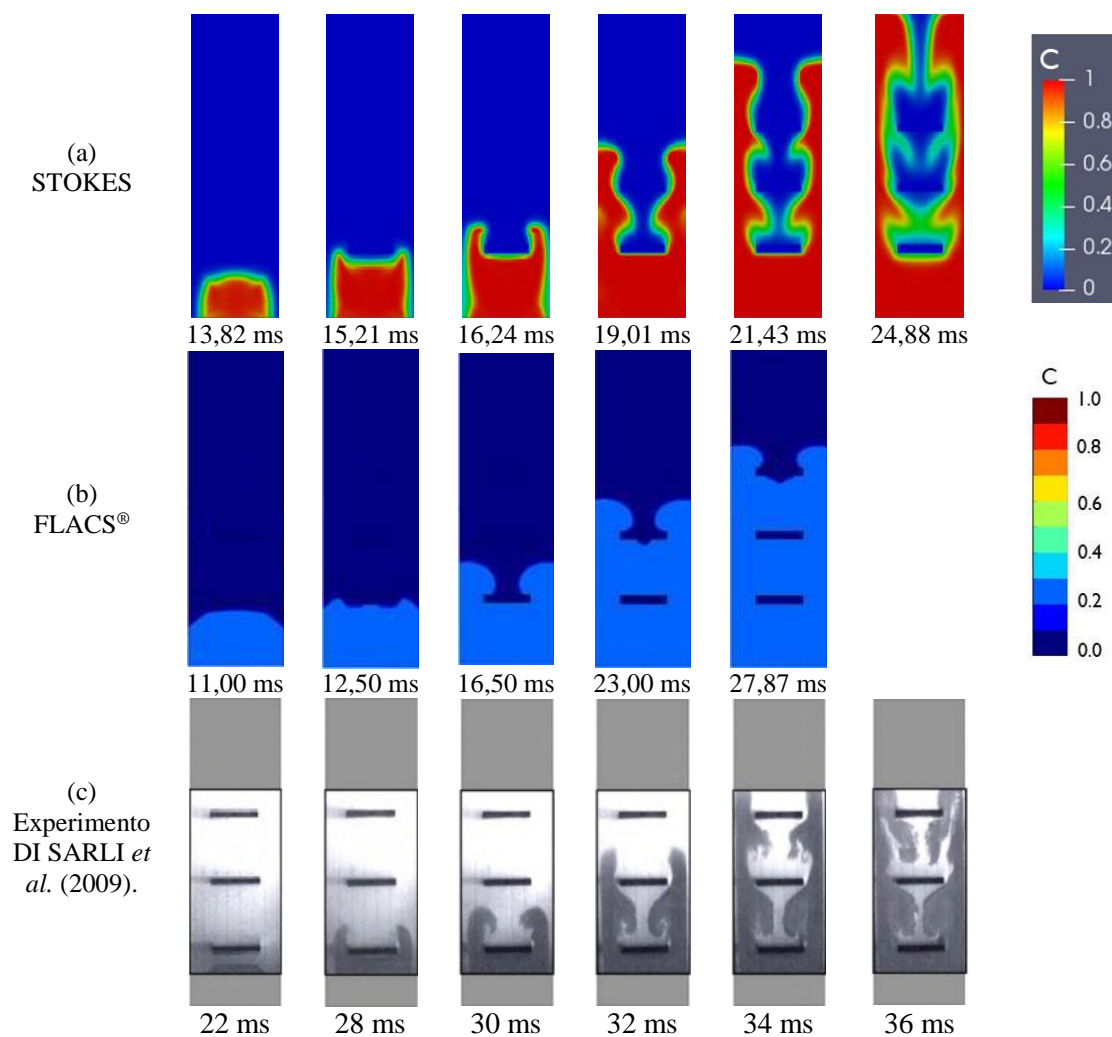 (a)
STOKES
13,82 ms
15,21 ms
16,24 ms
19,01 ms
21,43 ms
24,88 ms
C
1
0.8
0.6
0.4
0.2
0
(b)
FLACS®
11,00 ms
12,50 ms
16,50 ms
23,00 ms
27,87 ms
C
1.0
0.8
0.6
0.4
0.2
0.0
(c)
Experimento
DI SARLI et
al. (2009).
22 ms
28 ms
30 ms
32 ms
34 ms
36 ms